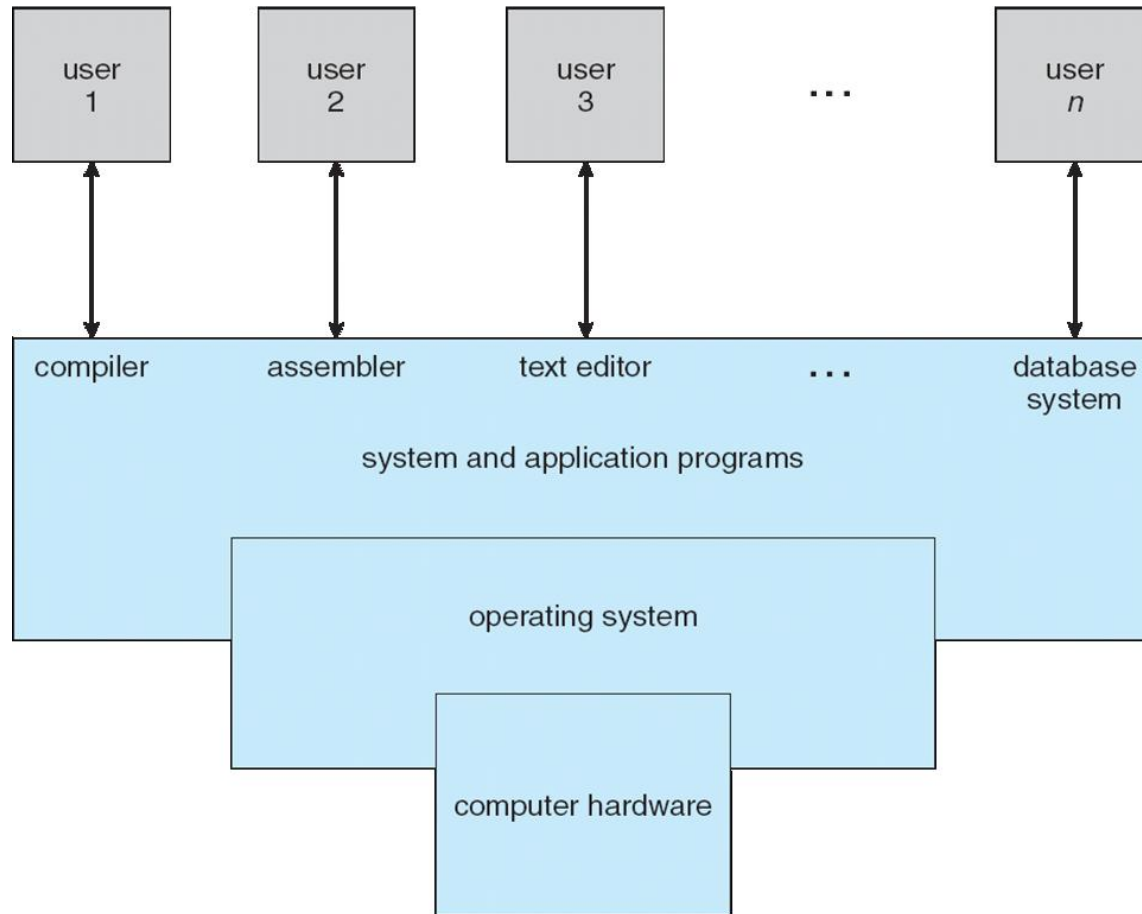 user
1
user
2
user
3
...
user
n
compiler
assembler
text editor
...
database
system
system and application programs
operating system
computer hardware